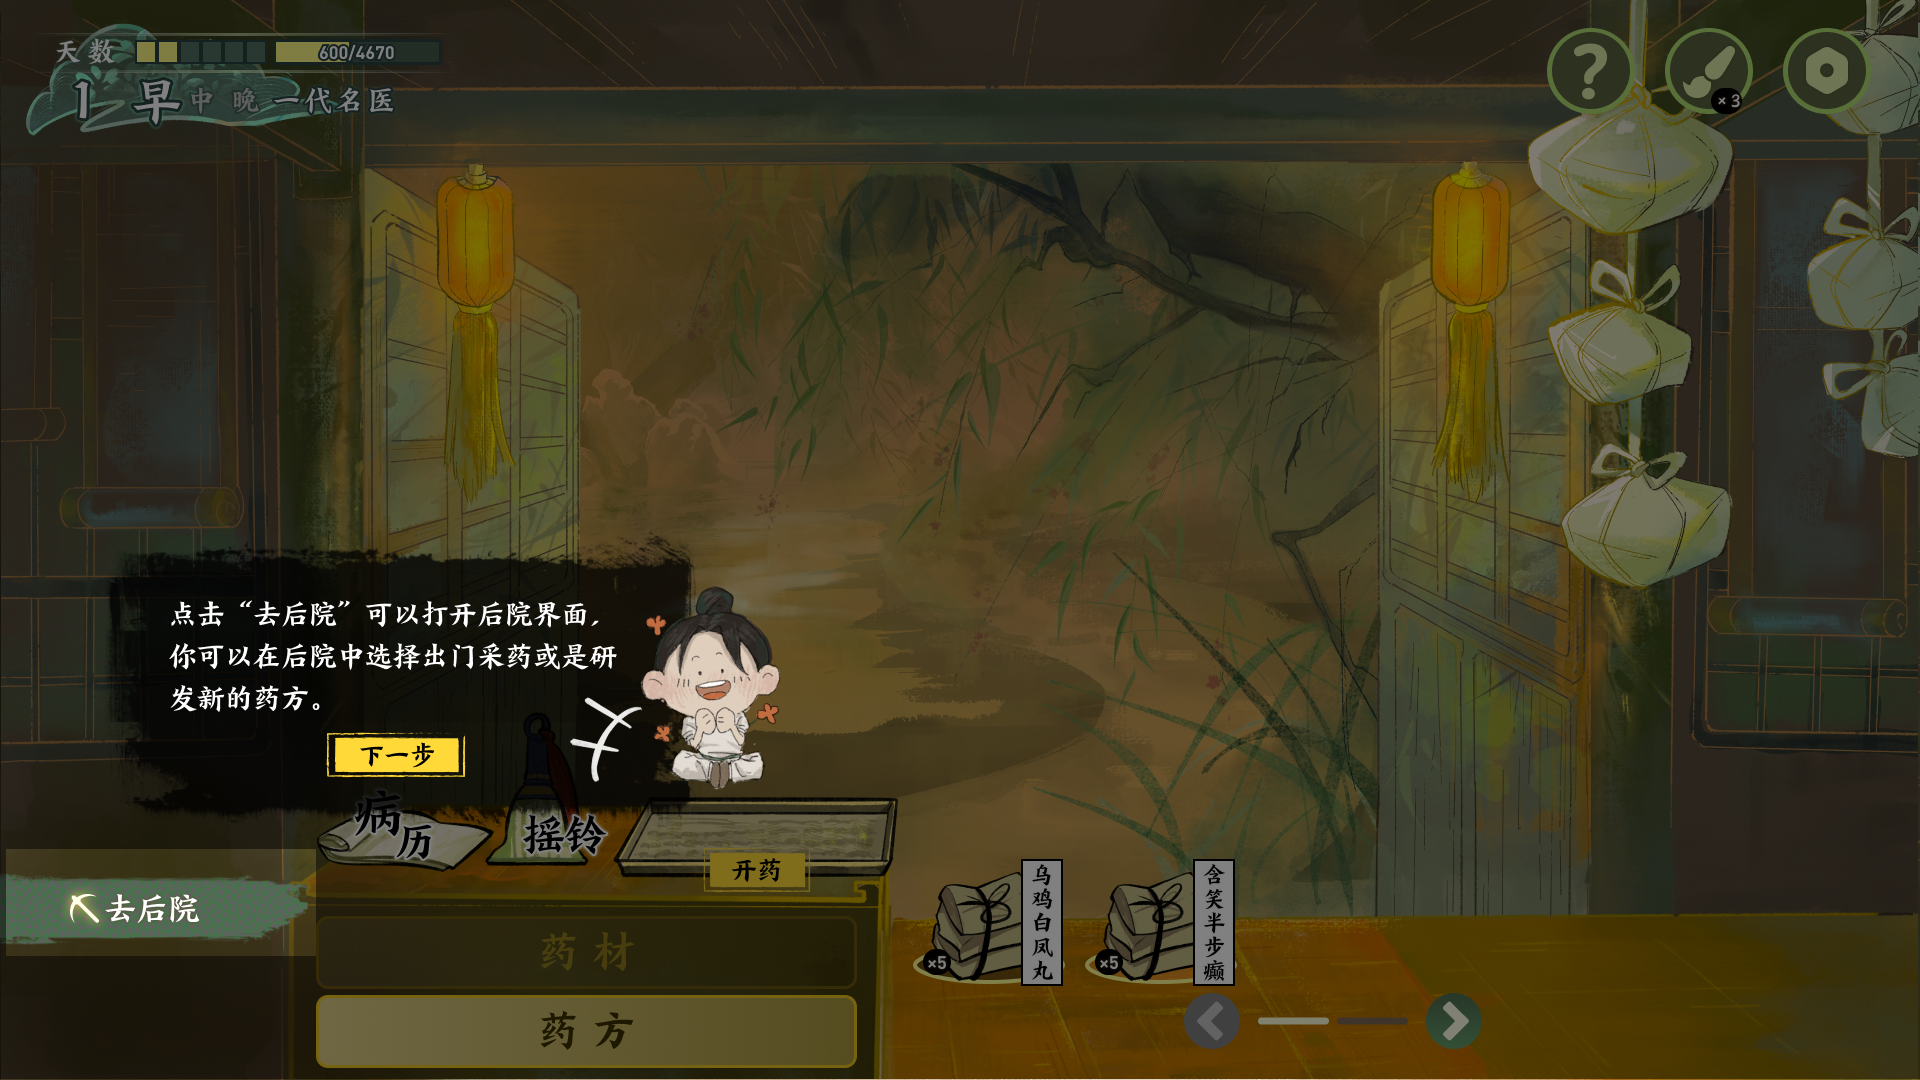 天数
600/4670
1 早 中 晚 一代名医
×3
点击“去后院”可以打开后院界面,
你可以在后院中选择出门采药或是研
发新的药方。
下一步
病历
摇铃
开药
去后院
药材
药方
×5
乌鸡白凤丸
×5
含笑半步癫